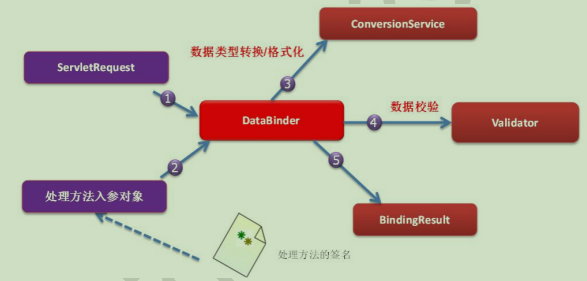 ConversionService
数据类型转换/格式化
ServletRequest
3
1
数据校验
DataBinder
4
Validator
2
5
处理方法入参对象
BindingResult
处理方法的签名